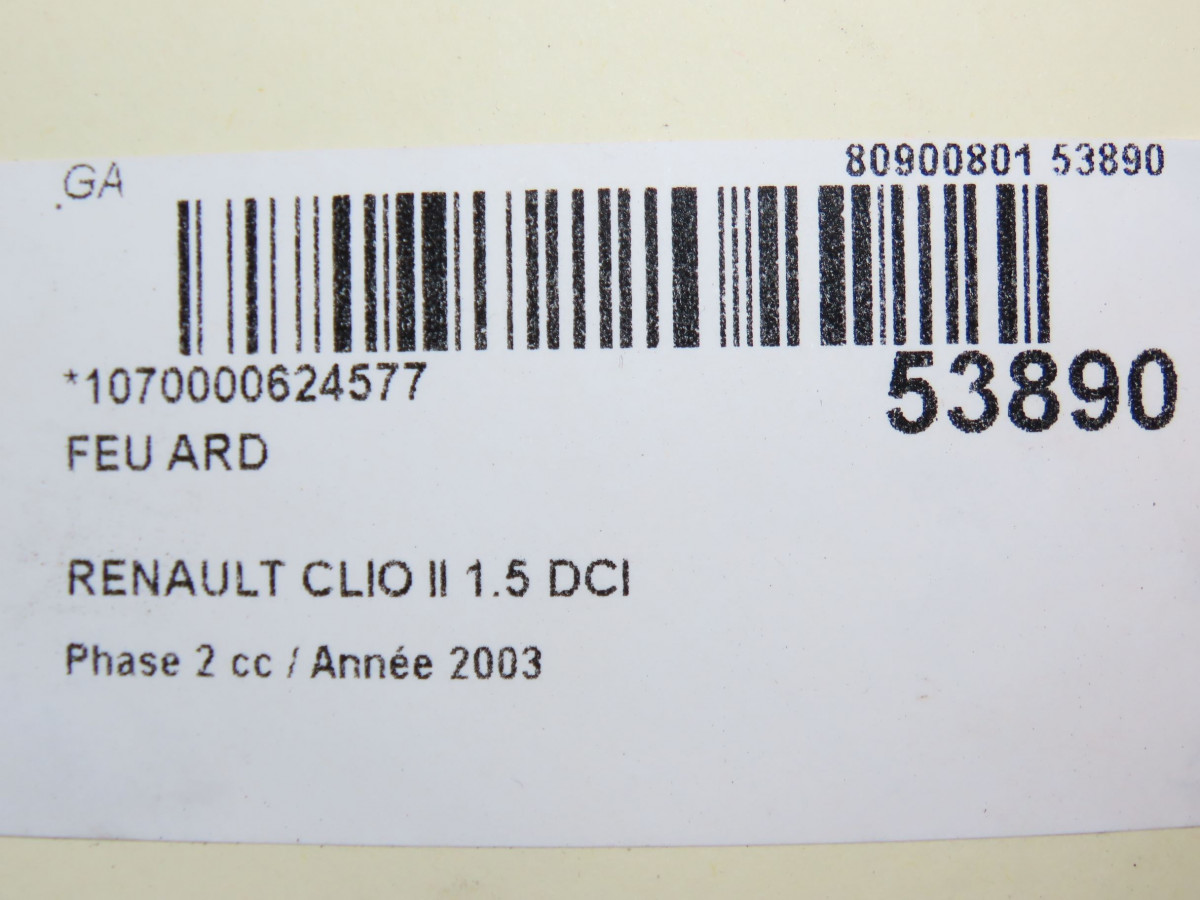 .GA
80900801 53890
*1070000624577
53890
FEU ARD
RENAULT CLIO II 1.5 DCI
Phase 2 cc / Année 2003